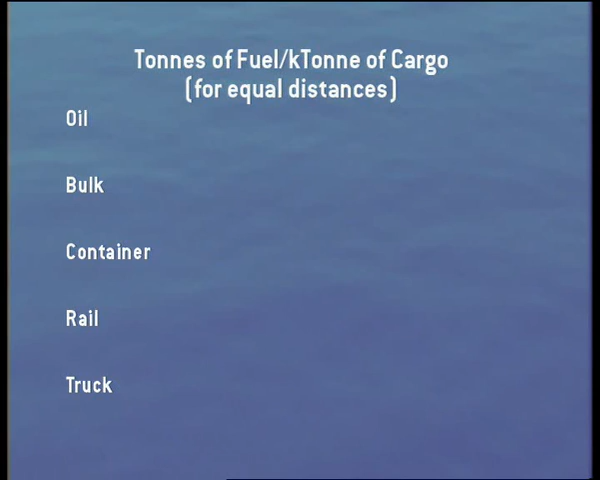 Tonnes of Fuel/kTonne of Cargo
(for equal distances)
Oil
Bulk
Container
Rail
Truck